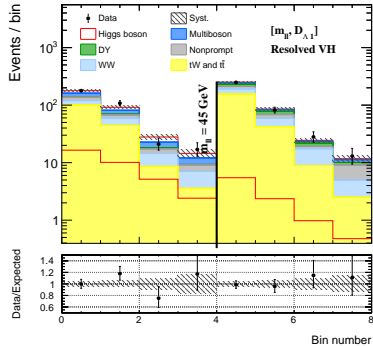 Events / bin
10³
10²
10
1
Data
Syst.
Higgs boson
Multiboson
DY
Nonprompt
WW
tW and tt̄
[m_ll, D_Λ1]
Resolved VH
m_ll = 45 GeV
Data/Expected
1.4
1.2
1
0.8
0.6
0 2 4 6 8
Bin number